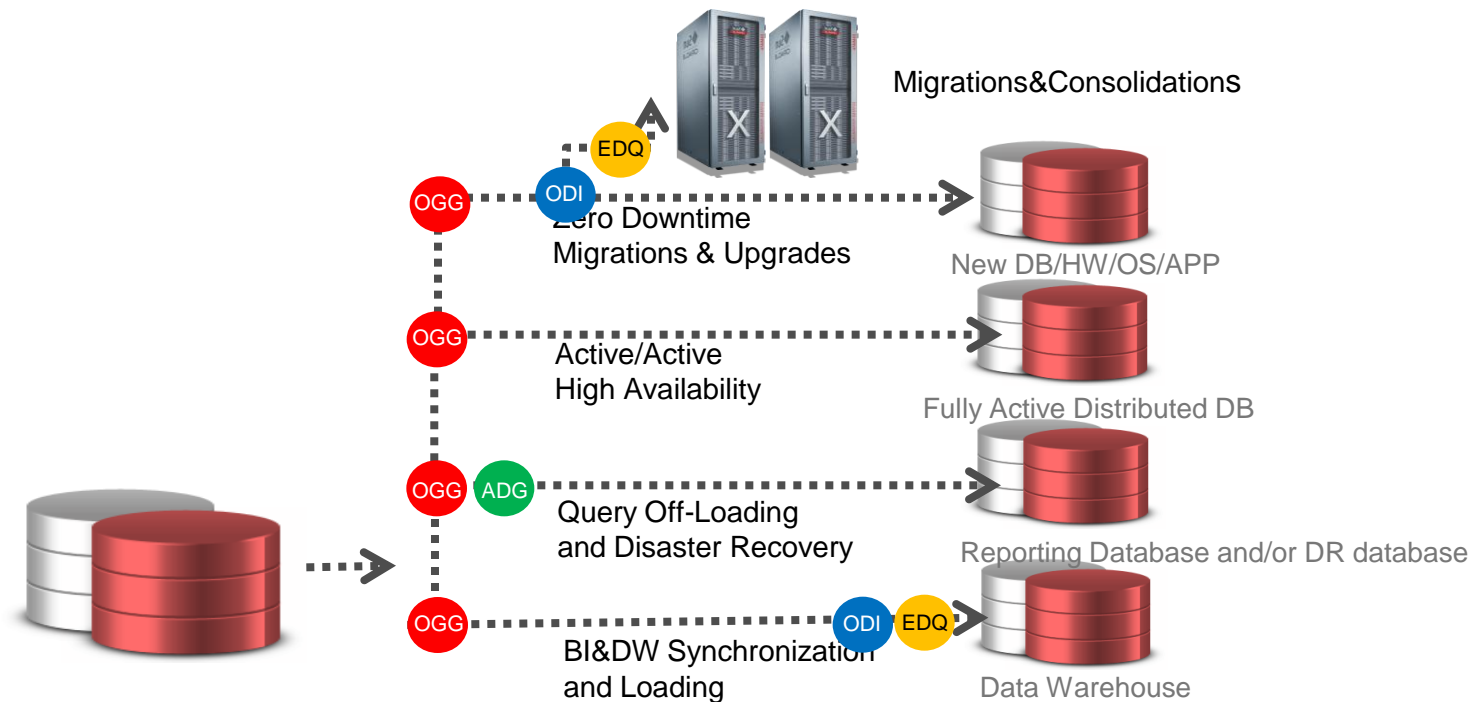 Migrations&Consolidations
EDQ
X
X
OGG
ODI
Zero Downtime
Migrations & Upgrades
New DB/HW/OS/APP
OGG
Active/Active
High Availability
Fully Active Distributed DB
OGG
ADG
Query Off-Loading
and Disaster Recovery
Reporting Database and/or DR database
OGG
ODI
EDQ
BI&DW Synchronization
and Loading
Data Warehouse